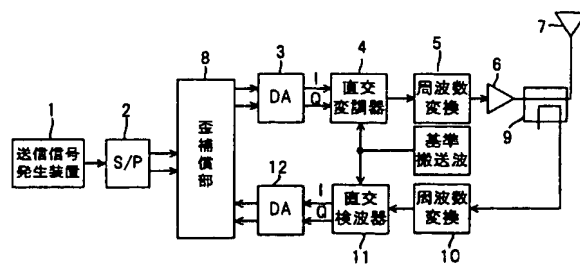 7
3
4
5
6
8
1
2
送信信号
発生装置
S/P
歪補償部
DA
I
Q
直交
変調器
周波数
変換
9
基準
搬送波
12
DA
I
Q
直交
検波器
11
周波数
変換
10